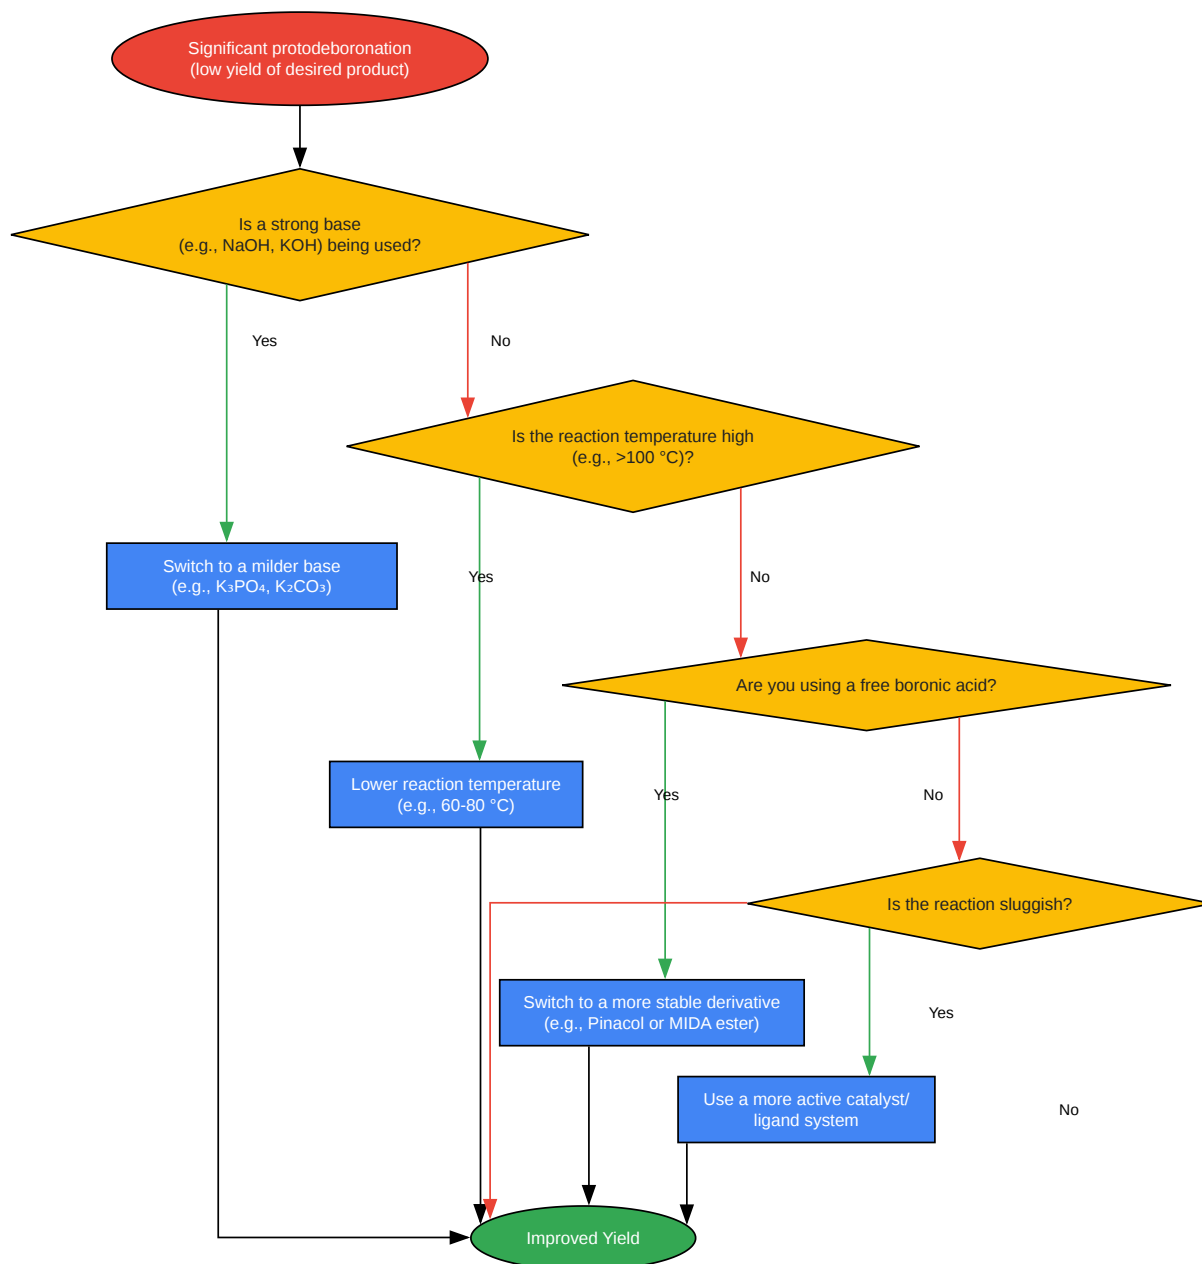 Significant protodeboronation
(low yield of desired product)
Is a strong base
(e.g., NaOH, KOH) being used?
Yes
No
Is the reaction temperature high
(e.g., >100 °C)?
Switch to a milder base
(e.g., K₃PO₄, K₂CO₃)
Yes
No
Are you using a free boronic acid?
Lower reaction temperature
(e.g., 60-80 °C)
Yes
No
Is the reaction sluggish?
Switch to a more stable derivative
(e.g., Pinacol or MIDA ester)
Yes
Use a more active catalyst/
ligand system
No
Improved Yield